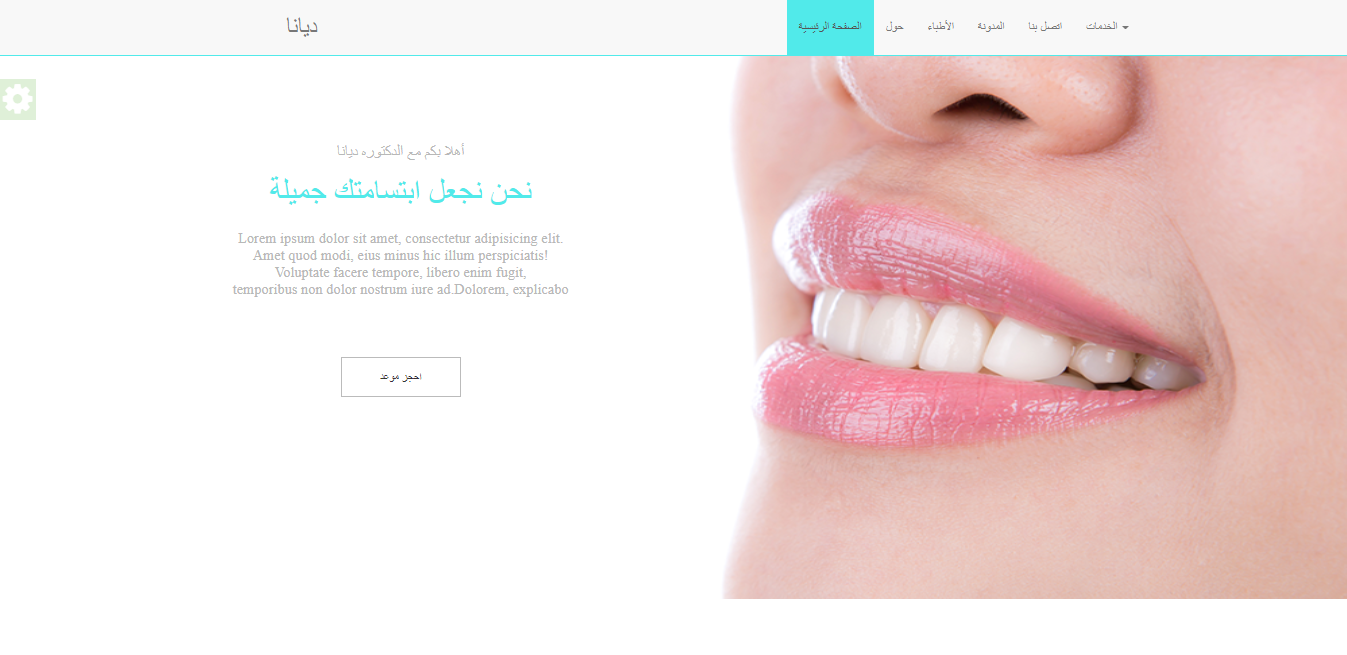 ديانا
الصفحة الرئيسية
حول
الأطباء
المدونة
اتصل بنا
الخدمات
أهلا بكم مع الدكتوره ديانا
نحن نجعل ابتسامتك جميلة
Lorem ipsum dolor sit amet, consectetur adipisicing elit.
Amet quod modi, eius minus hic illum perspiciatis!
Voluptate facere tempore, libero enim fugit,
temporibus non dolor nostrum iure ad.Dolorem, explicabo
احجز موعد